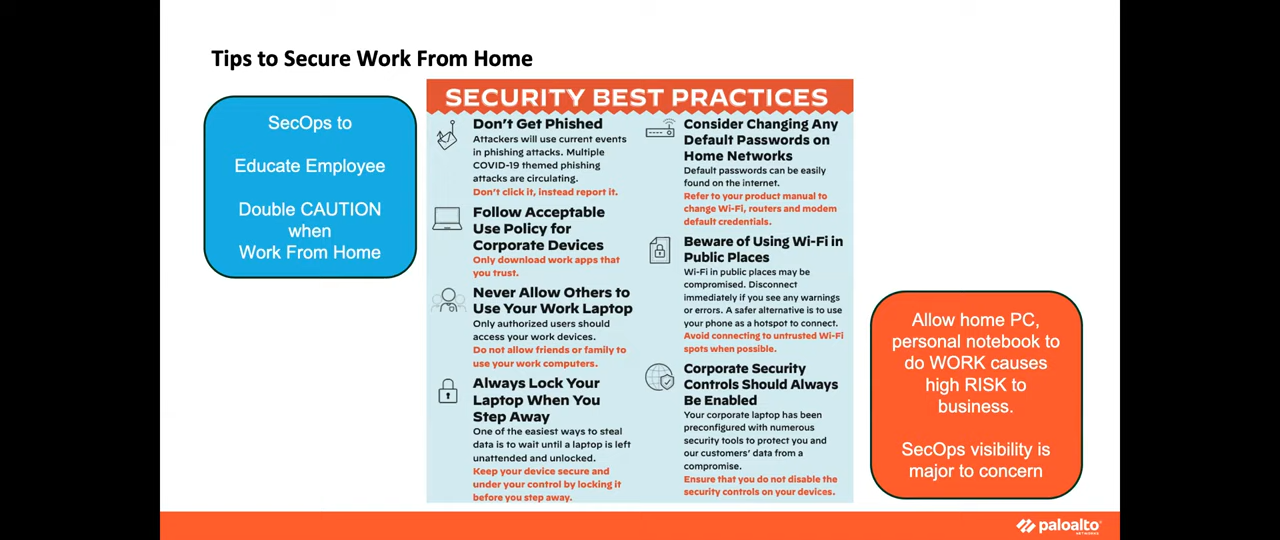 Tips to Secure Work From Home
SecOps to
Educate Employee
Double CAUTION
when
Work From Home
SECURITY BEST PRACTICES
Don't Get Phished
Attackers will use current events
in phishing attacks. Multiple
COVID-19 themed phishing
attacks are circulating.
Don't click it, instead report it.
Follow Acceptable
Use Policy for
Corporate Devices
Only download work apps that
you trust.
Never Allow Others to
Use Your Work Laptop
Only authorized users should
access your work devices.
Do not allow friends or family to
use your work computers.
Always Lock Your
Laptop When You
Step Away
One of the easiest ways to steal
data is to wait until a laptop is left
unattended and unlocked.
Keep your device secure and
under your control by locking it
before you step away.
Consider Changing Any
Default Passwords on
Home Networks
Default passwords can be easily
found on the internet.
Refer to your product manual to
change Wi-Fi, routers and modem
default credentials.
Beware of Using Wi-Fi in
Public Places
Wi-Fi in public places may be
compromised. Disconnect
immediately if you see any warnings
or errors. A safer alternative is to use
your phone as a hotspot to connect.
Avoid connecting to untrusted Wi-Fi
spots when possible.
Corporate Security
Controls Should Always
Be Enabled
Your corporate laptop has been
preconfigured with numerous
security tools to protect you and
our customers' data from a
compromise.
Ensure that you do not disable the
security controls on your devices.
Allow home PC,
personal notebook to
do WORK causes
high RISK to
business.
SecOps visibility is
major to concern
paloalto
NETWORKS